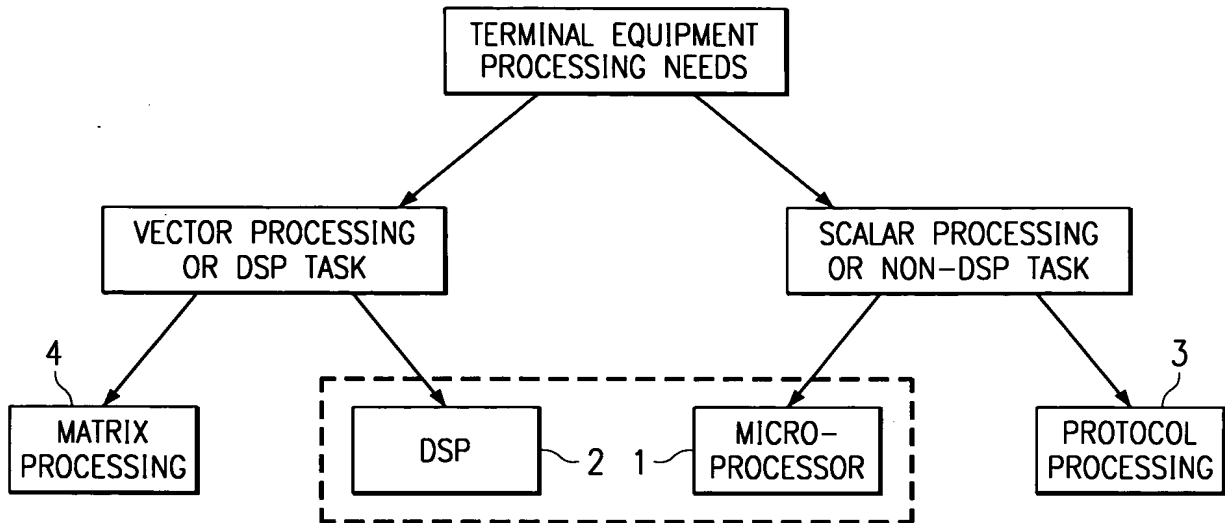 TERMINAL EQUIPMENT
PROCESSING NEEDS
VECTOR PROCESSING
OR DSP TASK
SCALAR PROCESSING
OR NON-DSP TASK
4
3
MATRIX
PROCESSING
DSP
2
1
MICRO-
PROCESSOR
PROTOCOL
PROCESSING